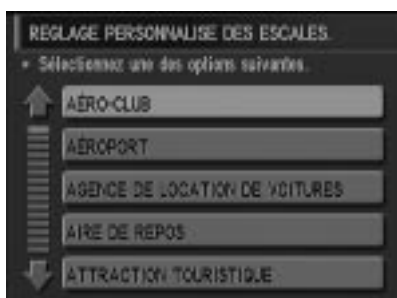 REGLAGE PERSONNALISE DES ESCALES.
• Sélectionnez une des options suivantes.
AÉRO-CLUB
AÉROPORT
AGENCE DE LOCATION DE VOITURES
AIRE DE REPOS
ATTRACTION TOURISTIQUE